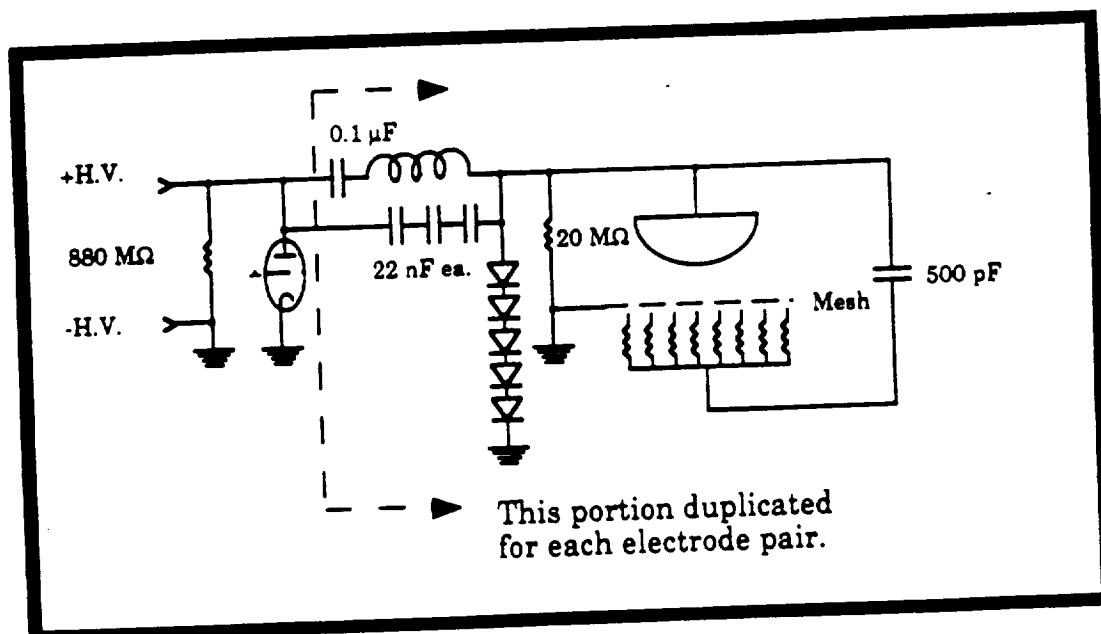 0.1 µF
+H.V.
880 MΩ
22 nF ea.
20 MΩ
500 pF
Mesh
-H.V.
This portion duplicated
for each electrode pair.